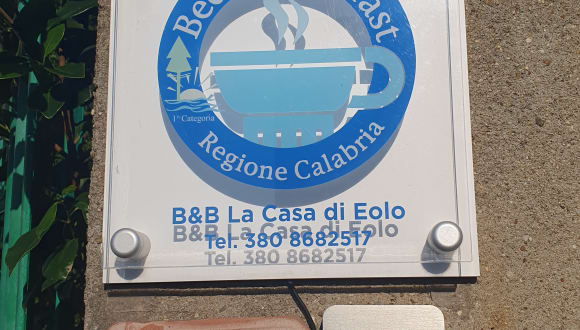 1ª Categoria
Regione Calabria
B&B La Casa di Eolo
Tel. 380 8682517